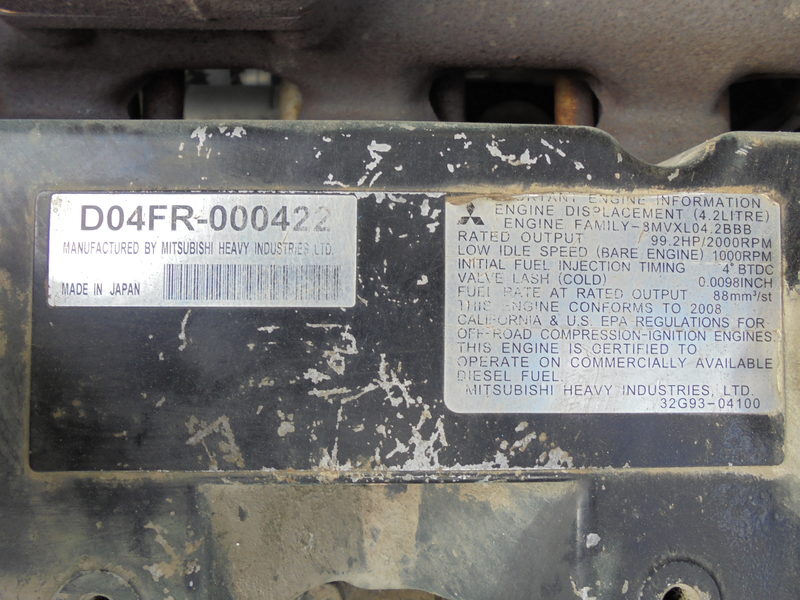 D04FR-000422
MANUFACTURED BY MITSUBISHI HEAVY INDUSTRIES, LTD.
MADE IN JAPAN
IMPORTANT ENGINE INFORMATION
ENGINE DISPLACEMENT (4.2LITRE)
ENGINE FAMILY-8MVXL04.2BBB
RATED OUTPUT 99.2HP/2000RPM
LOW IDLE SPEED (BARE ENGINE) 1000RPM
INITIAL FUEL INJECTION TIMING 4° BTDC
VALVE LASH (COLD) 0.0098INCH
FUEL RATE AT RATED OUTPUT 88mm³/st
THIS ENGINE CONFORMS TO 2008
CALIFORNIA & U.S. EPA REGULATIONS FOR
OFF-ROAD COMPRESSION-IGNITION ENGINES.
THIS ENGINE IS CERTIFIED TO
OPERATE ON COMMERCIALLY AVAILABLE
DIESEL FUEL.
MITSUBISHI HEAVY INDUSTRIES, LTD.
32G93-04100